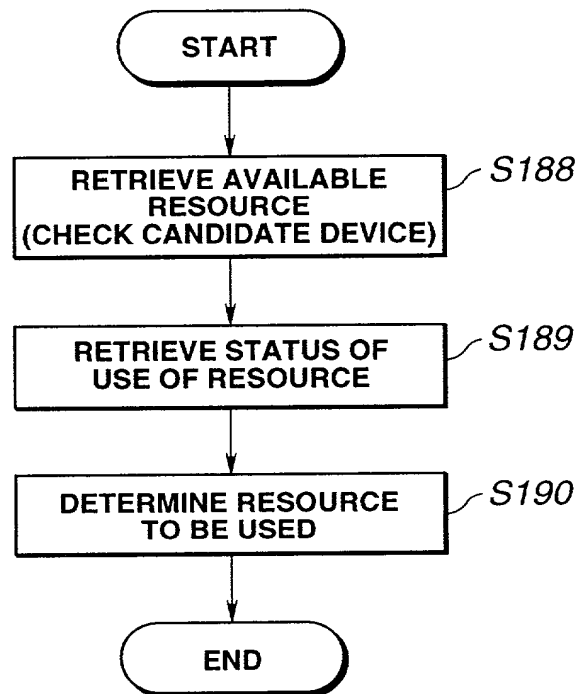 START
RETRIEVE AVAILABLE
RESOURCE
(CHECK CANDIDATE DEVICE)
S188
RETRIEVE STATUS OF
USE OF RESOURCE
S189
DETERMINE RESOURCE
TO BE USED
S190
END